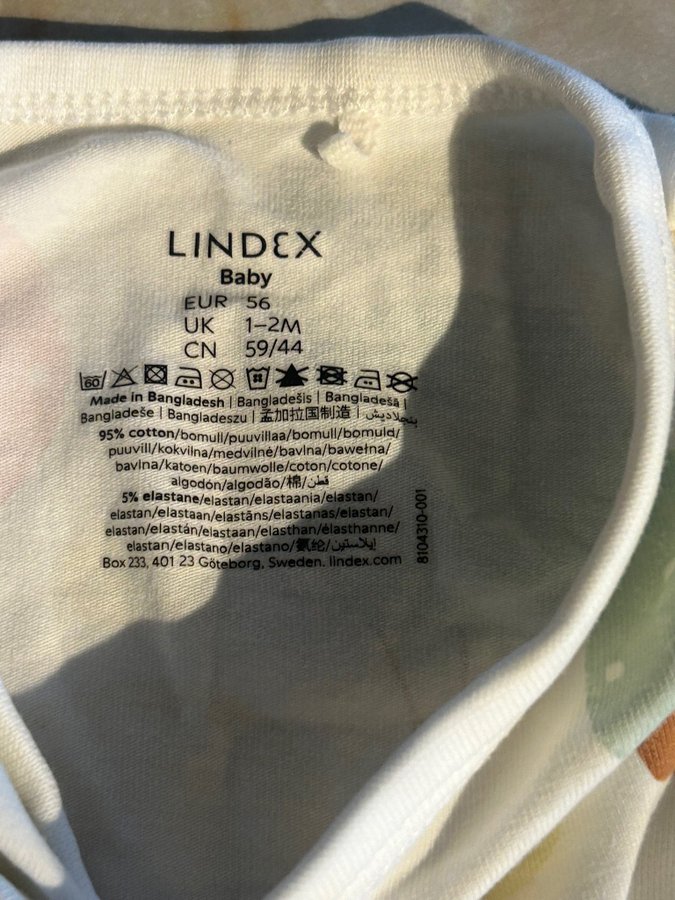 LINDEX
Baby
EUR 56
UK 1–2M
CN 59/44
60
Made in Bangladesh | Bangladešis | Bangladeša |
Bangladeše | Bangladeszu | 孟加拉国制造 | بنجلاديش
95% cotton/bomull/puuvillaa/bomull/bomuld/
puuvill/kokvilna/medvilnė/bavlna/bawełna/
bavlna/katoen/baumwolle/coton/cotone/
algodón/algodão/棉/قطن
5% elastane/elastan/elastaania/elastan/
elastan/elastaan/elastāns/elastanas/elastan/
elastan/elastán/elastaan/elasthan/élasthanne/
elastan/elastano/elastano/氨纶/إيلاستين
Box 233, 401 23 Göteborg, Sweden. lindex.com
8104310-001